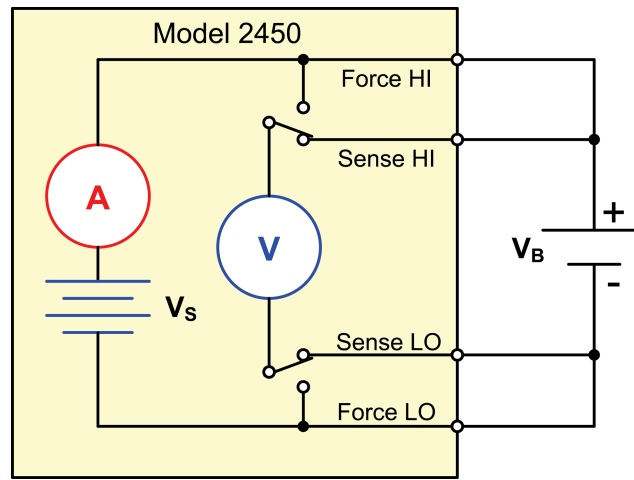 Model 2450
Force HI
Sense HI
A
V
VS
VB
+
-
Sense LO
Force LO